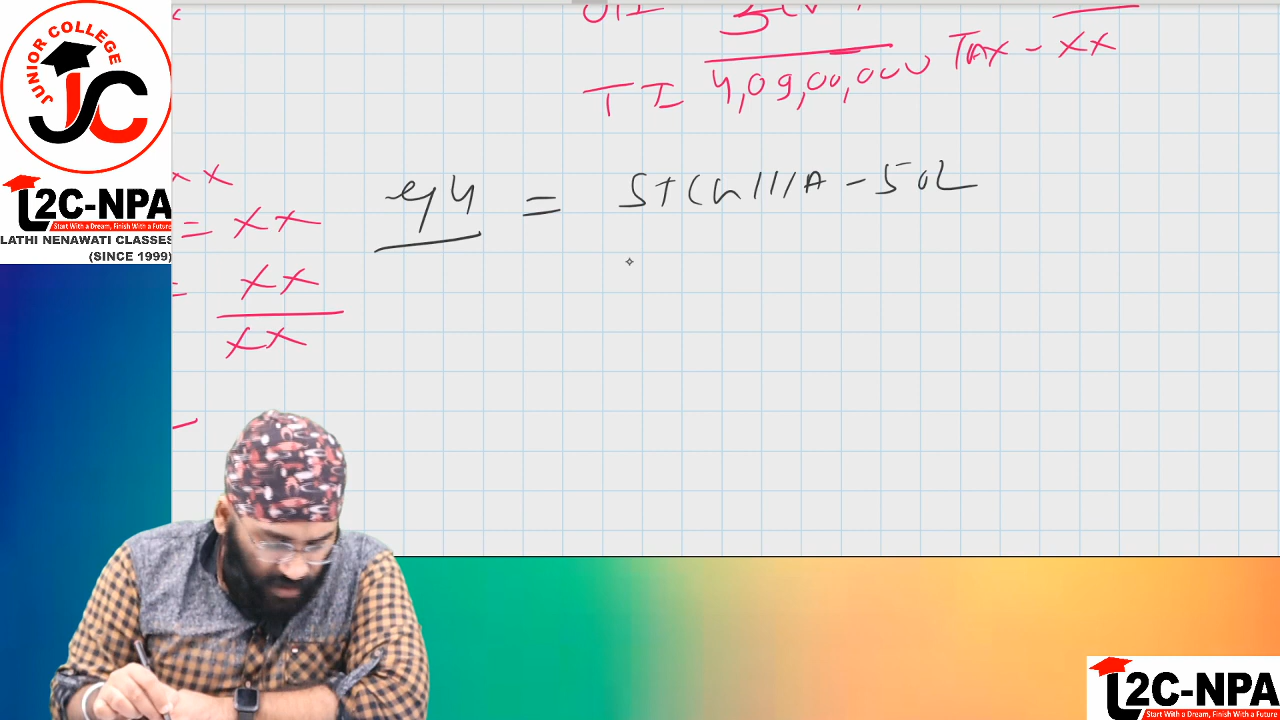 JUNIOR COLLEGE
JC
L2C-NPA
Start With a Dream, Finish With a Future
LATHI NENAWATI CLASSES
(SINCE 1999)
TI 4,09,00,000 TAX - XX
XX
= XX
= XX
XX
eg 4 = STCG 111A - 50L
L2C-NPA
Start With a Dream, Finish With a Future